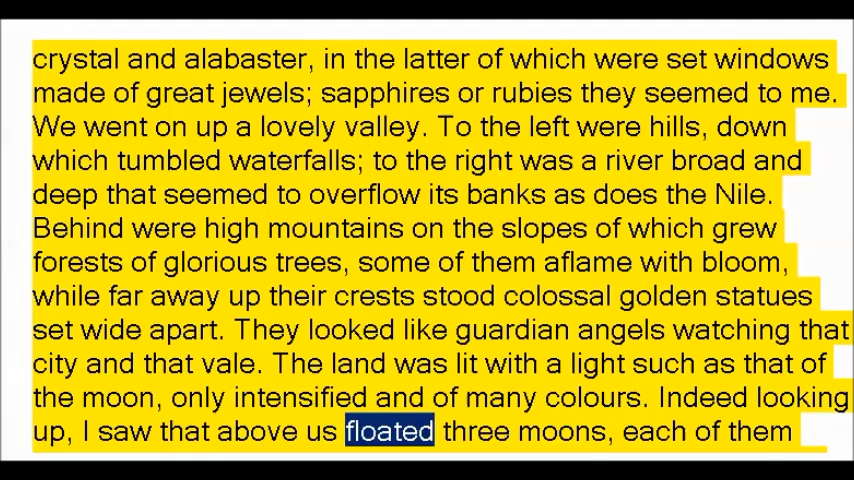 crystal and alabaster, in the latter of which were set windows
made of great jewels; sapphires or rubies they seemed to me.
We went on up a lovely valley. To the left were hills, down
which tumbled waterfalls; to the right was a river broad and
deep that seemed to overflow its banks as does the Nile.
Behind were high mountains on the slopes of which grew
forests of glorious trees, some of them aflame with bloom,
while far away up their crests stood colossal golden statues
set wide apart. They looked like guardian angels watching that
city and that vale. The land was lit with a light such as that of
the moon, only intensified and of many colours. Indeed looking
up, I saw that above us floated three moons, each of them